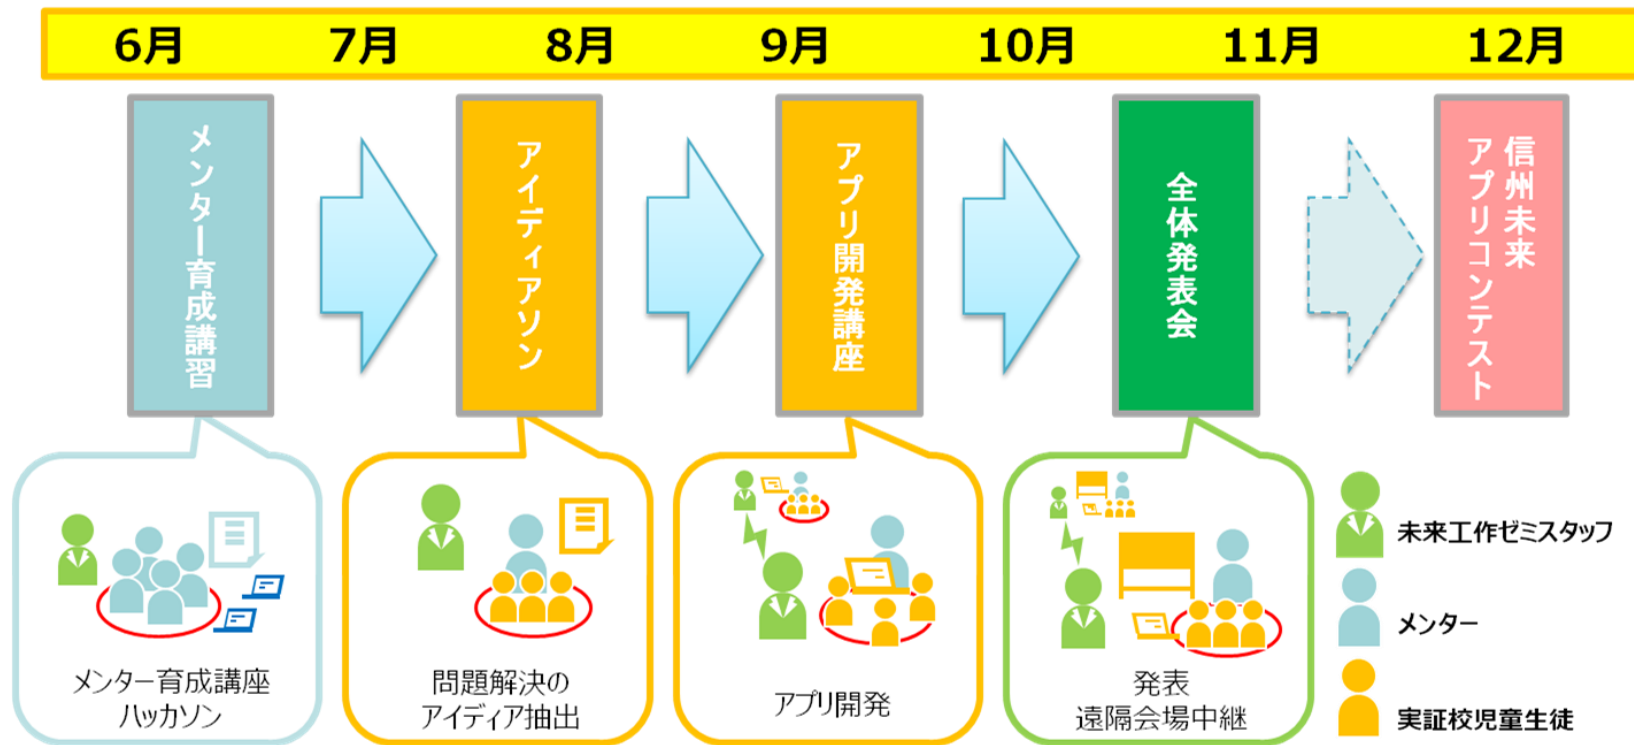 6月 7月 8月 9月 10月 11月 12月
メンター育成講習
アイディアソン
アプリ開発講座
全体発表会
信州未来
アプリコンテスト
メンター育成講座
ハッカソン
問題解決の
アイディア抽出
アプリ開発
発表
遠隔会場中継
未来工作ゼミスタッフ
メンター
実証校児童生徒